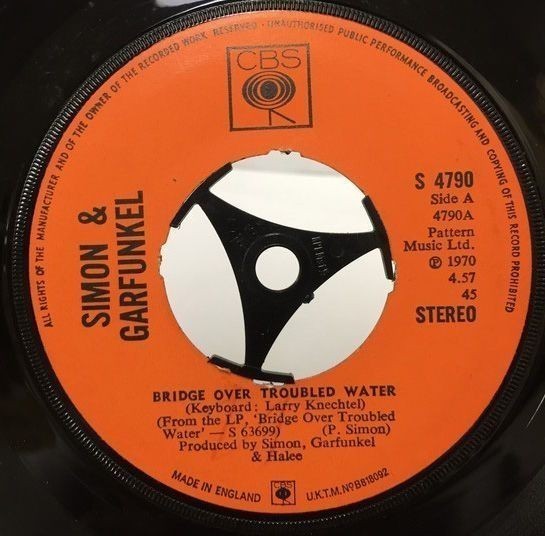 ALL RIGHTS OF THE MANUFACTURER AND OF THE OWNER OF THE RECORDED WORK RESERVED · UNAUTHORISED PUBLIC PERFORMANCE BROADCASTING AND COPYING OF THIS RECORD PROHIBITED
CBS
SIMON &
GARFUNKEL
S 4790
Side A
4790A
Pattern
Music Ltd.
℗ 1970
4.57
45
STEREO
BRIDGE OVER TROUBLED WATER
(Keyboard: Larry Knechtel)
(From the LP, 'Bridge Over Troubled
Water' — S 63699) (P. Simon)
Produced by Simon, Garfunkel
& Halee
MADE IN ENGLAND CBS U.K.T.M. Nº B818092